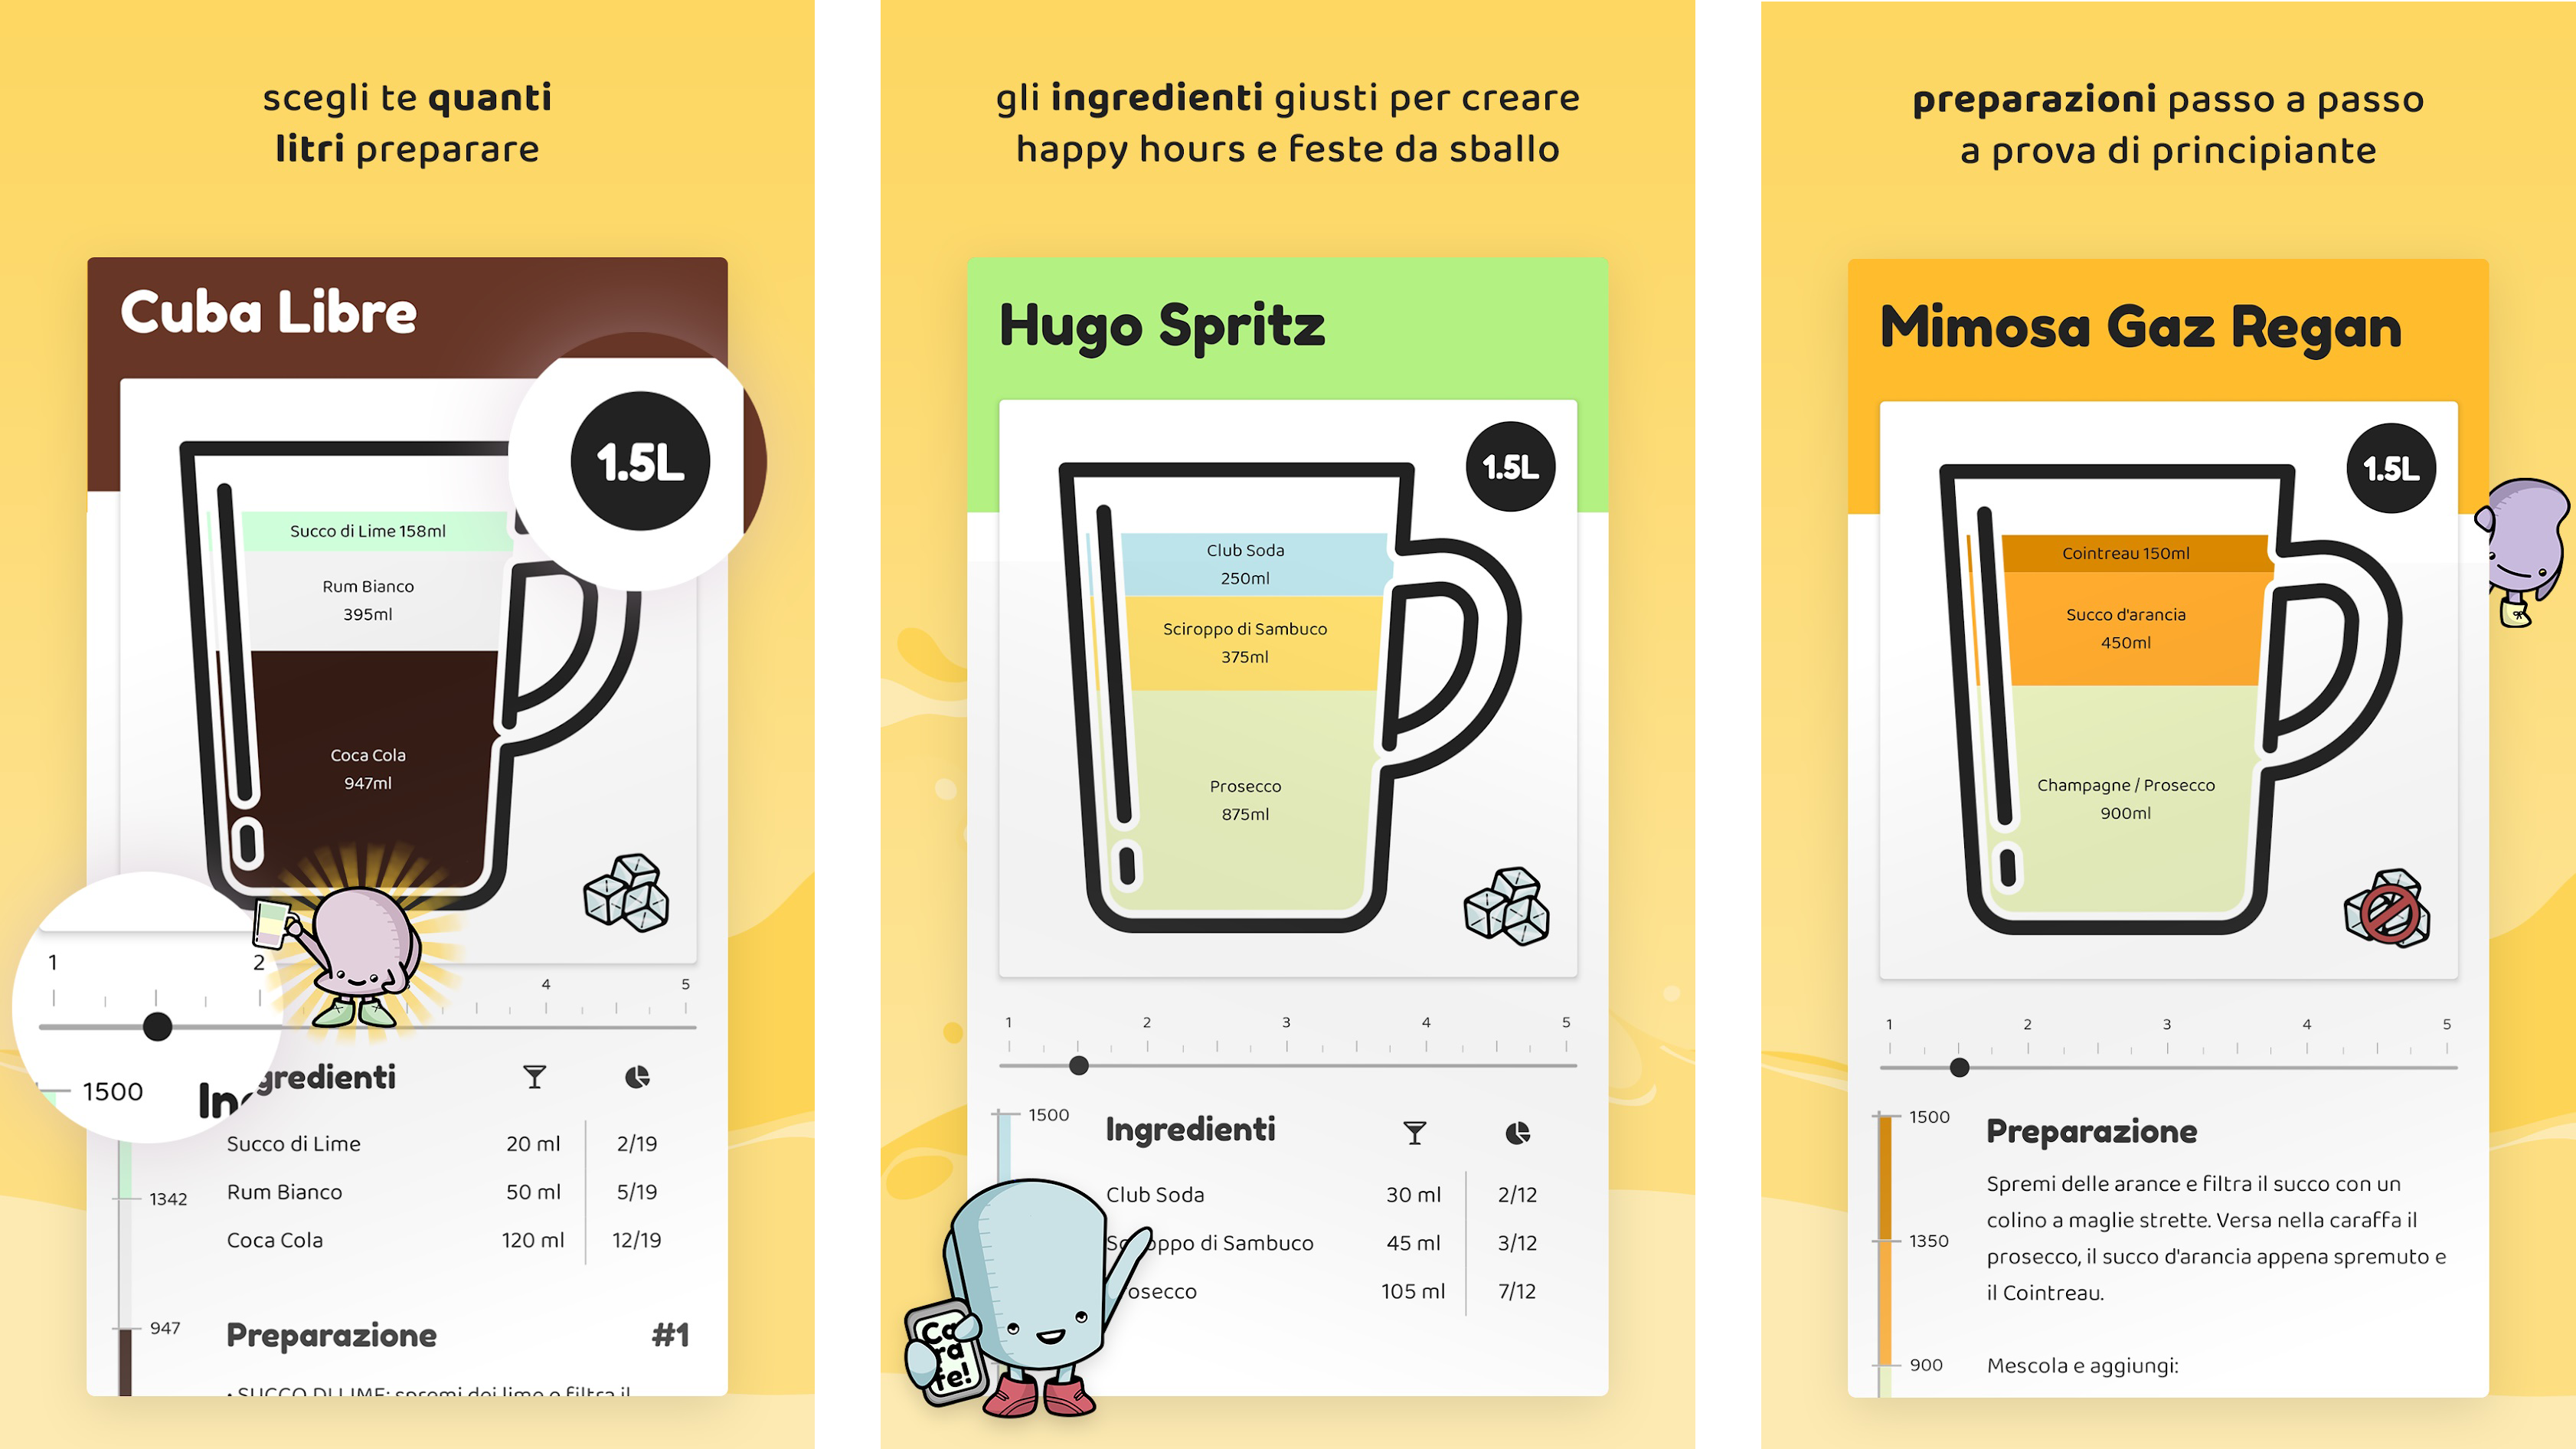 scegli te quanti
litri preparare
Cuba Libre
1.5L
Succo di Lime 158ml
Rum Bianco
395ml
Coca Cola
947ml
1 2 4 5
1500
Ingredienti
Succo di Lime 20 ml 2/19
1342
Rum Bianco 50 ml 5/19
Coca Cola 120 ml 12/19
947
Preparazione #1
• SUCCO DI LIME: spremi dei lime e filtra il
gli ingredienti giusti per creare
happy hours e feste da sballo
Hugo Spritz
1.5L
Club Soda
250ml
Sciroppo di Sambuco
375ml
Prosecco
875ml
1 2 3 4 5
1500
Ingredienti
Club Soda 30 ml 2/12
Sciroppo di Sambuco 45 ml 3/12
osecco 105 ml 7/12
Ca
ra
fe!
preparazioni passo a passo
a prova di principiante
Mimosa Gaz Regan
1.5L
Cointreau 150ml
Succo d'arancia
450ml
Champagne / Prosecco
900ml
1 2 3 4 5
1500
Preparazione
Spremi delle arance e filtra il succo con un
colino a maglie strette. Versa nella caraffa il
1350
prosecco, il succo d'arancia appena spremuto e
il Cointreau.
900
Mescola e aggiungi: